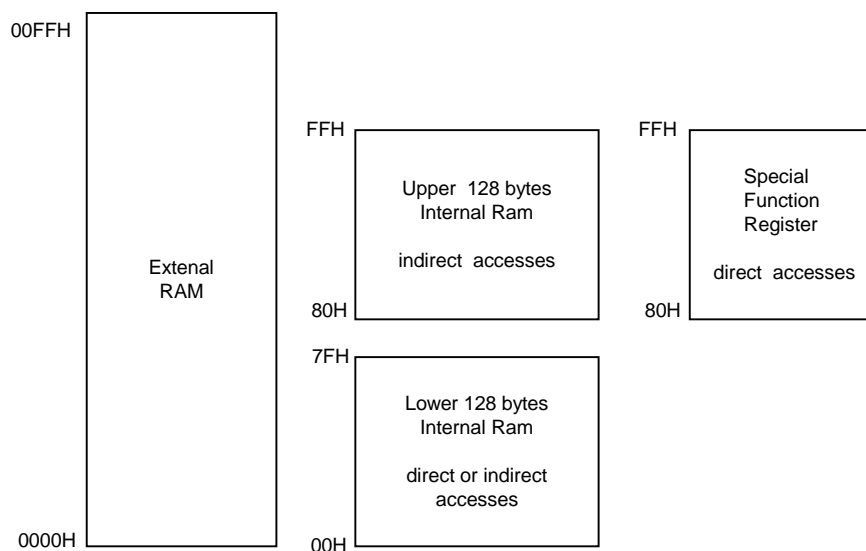 00FFH
Extenal
RAM
0000H
FFH
Upper 128 bytes
Internal Ram
indirect accesses
80H
7FH
Lower 128 bytes
Internal Ram
direct or indirect
accesses
00H
FFH
Special
Function
Register
direct accesses
80H